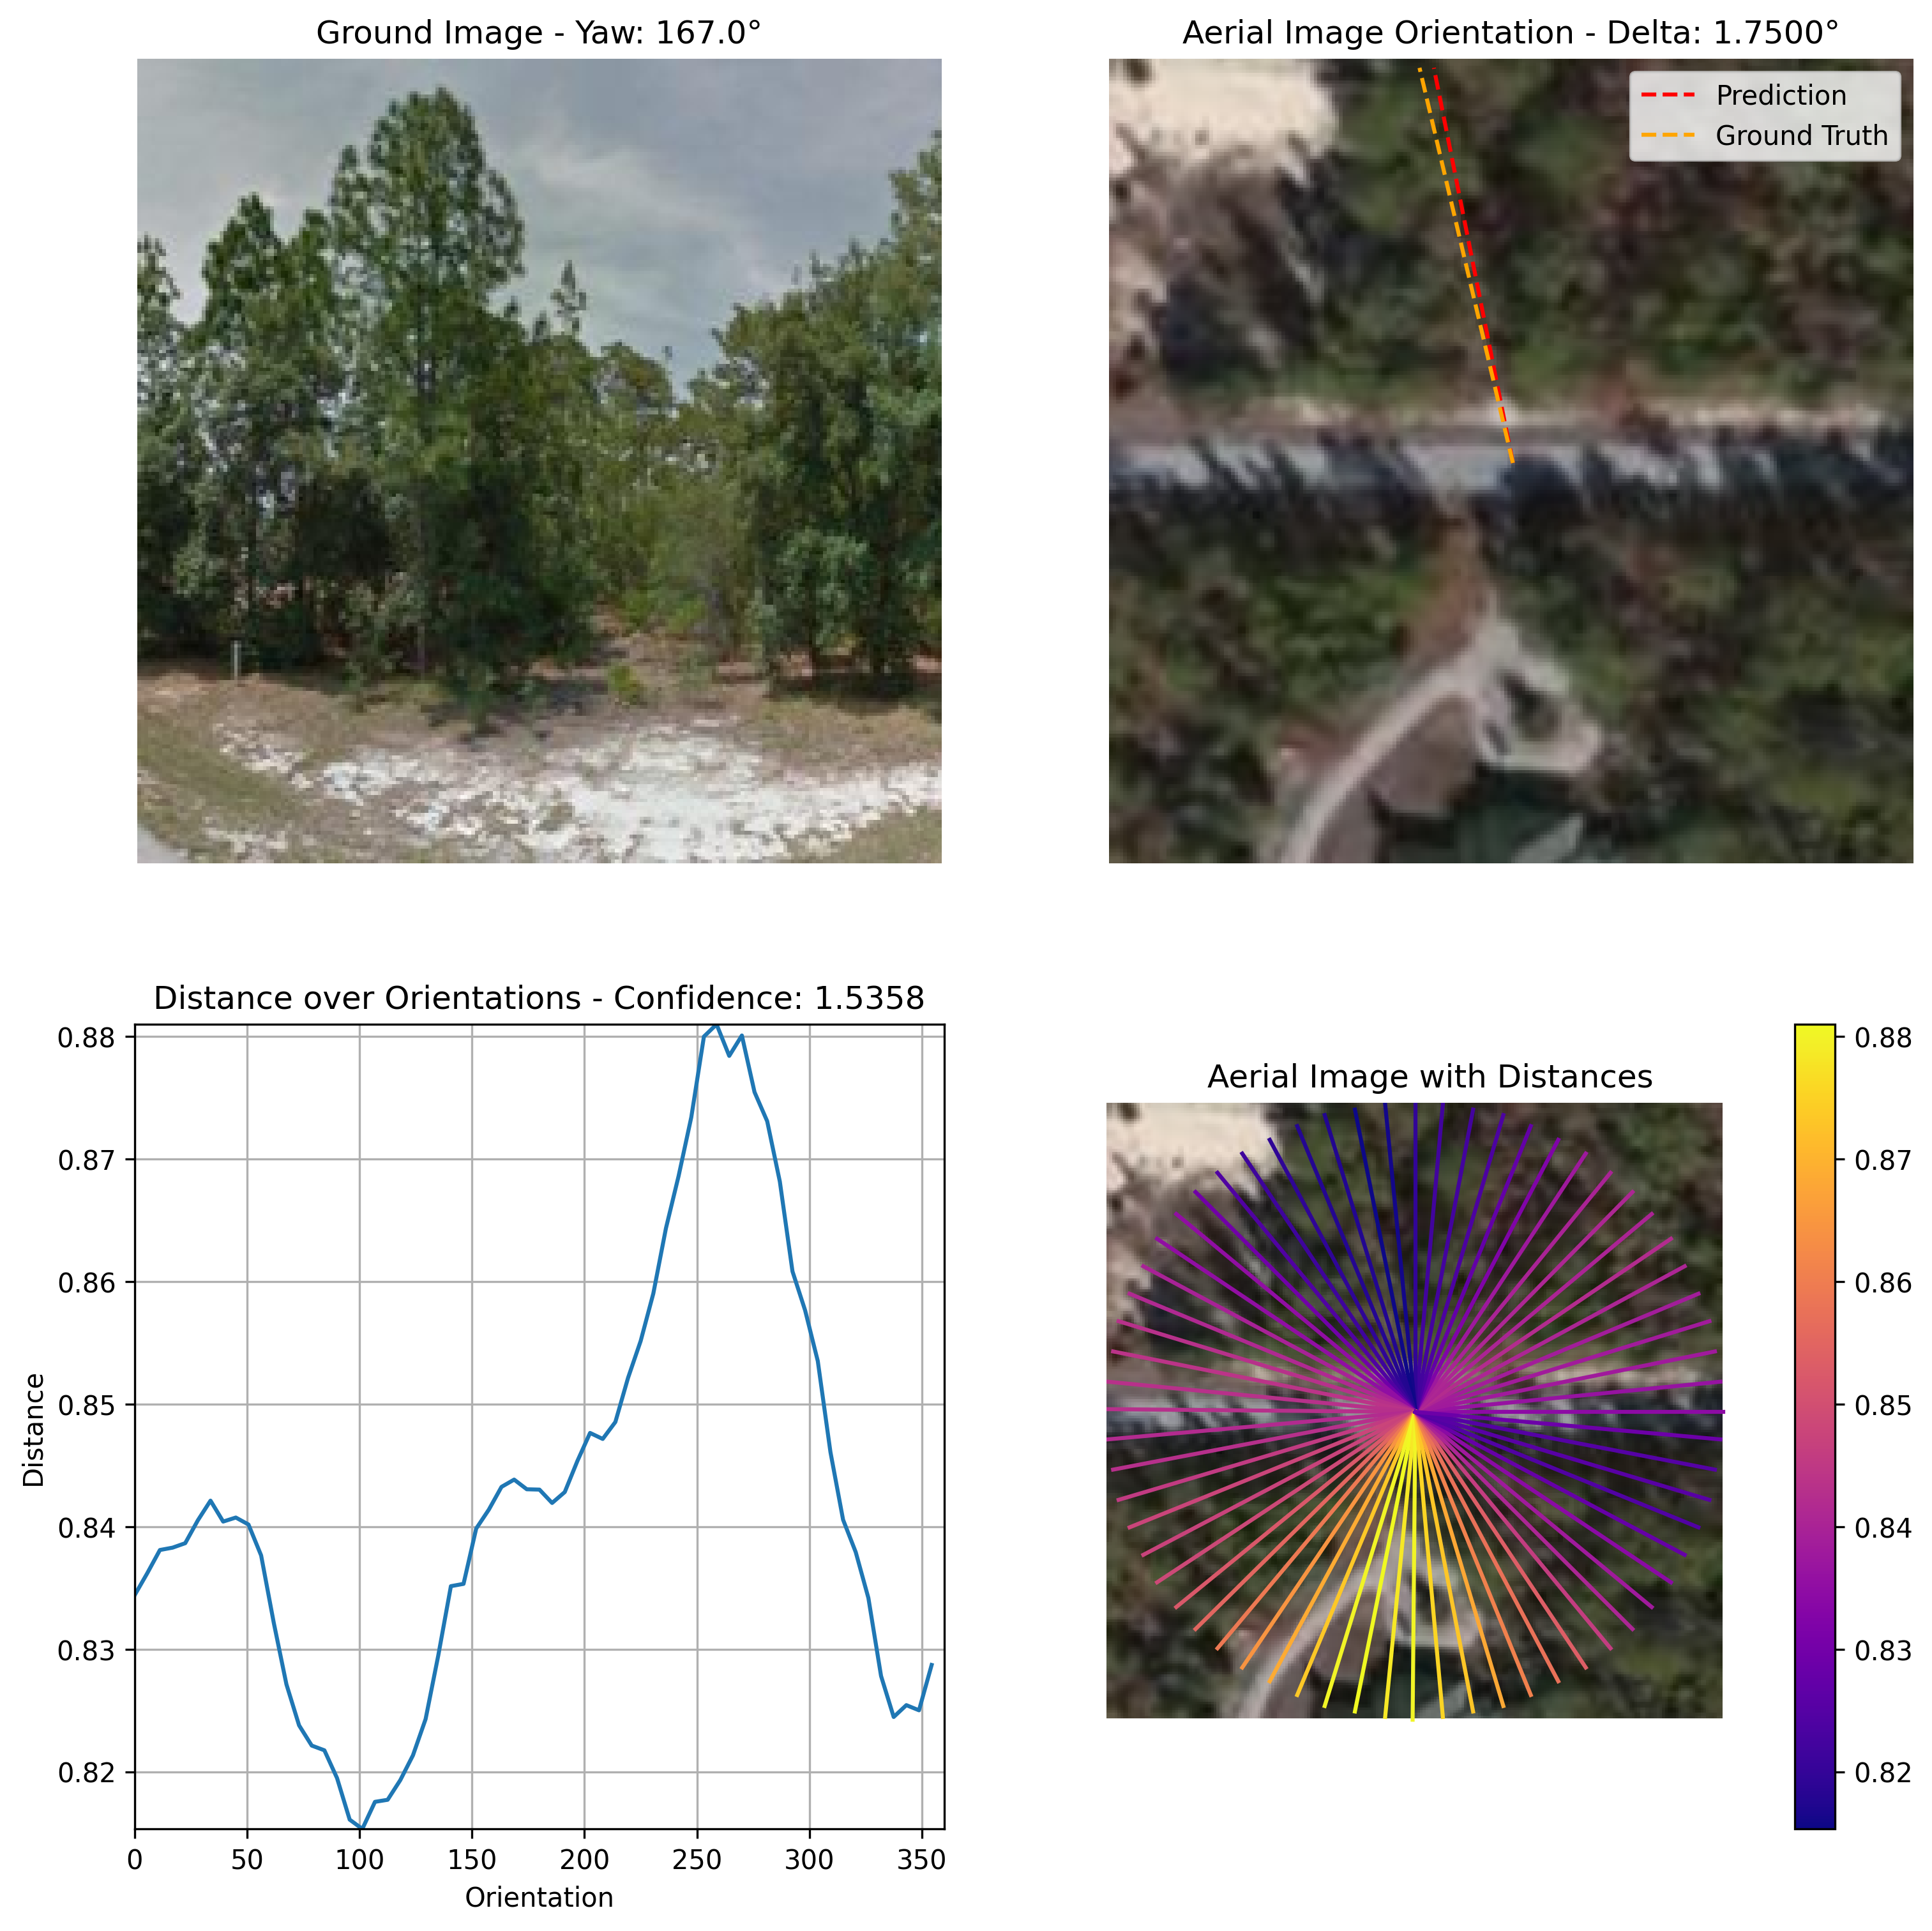 Ground Image - Yaw: 167.0°
Aerial Image Orientation - Delta: 1.7500°
Prediction
Ground Truth
Distance over Orientations - Confidence: 1.5358
0.88
0.87
0.86
0.85
0.84
0.83
0.82
Distance
0
50
100
150
200
250
300
350
Orientation
Aerial Image with Distances
0.88
0.87
0.86
0.85
0.84
0.83
0.82